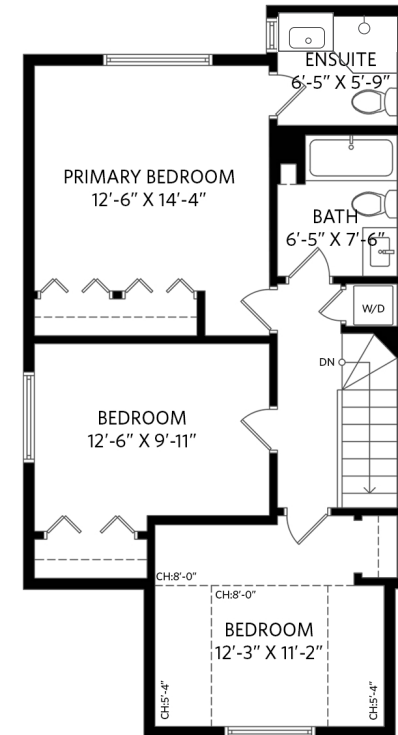 ENSUITE
6'-5" X 5'-9"
PRIMARY BEDROOM
12'-6" X 14'-4"
BATH
6'-5" X 7'-6"
W/D
DN
BEDROOM
12'-6" X 9'-11"
CH:8'-0"
CH:8'-0"
BEDROOM
12'-3" X 11'-2"
CH:5'-4"
CH:5'-4"